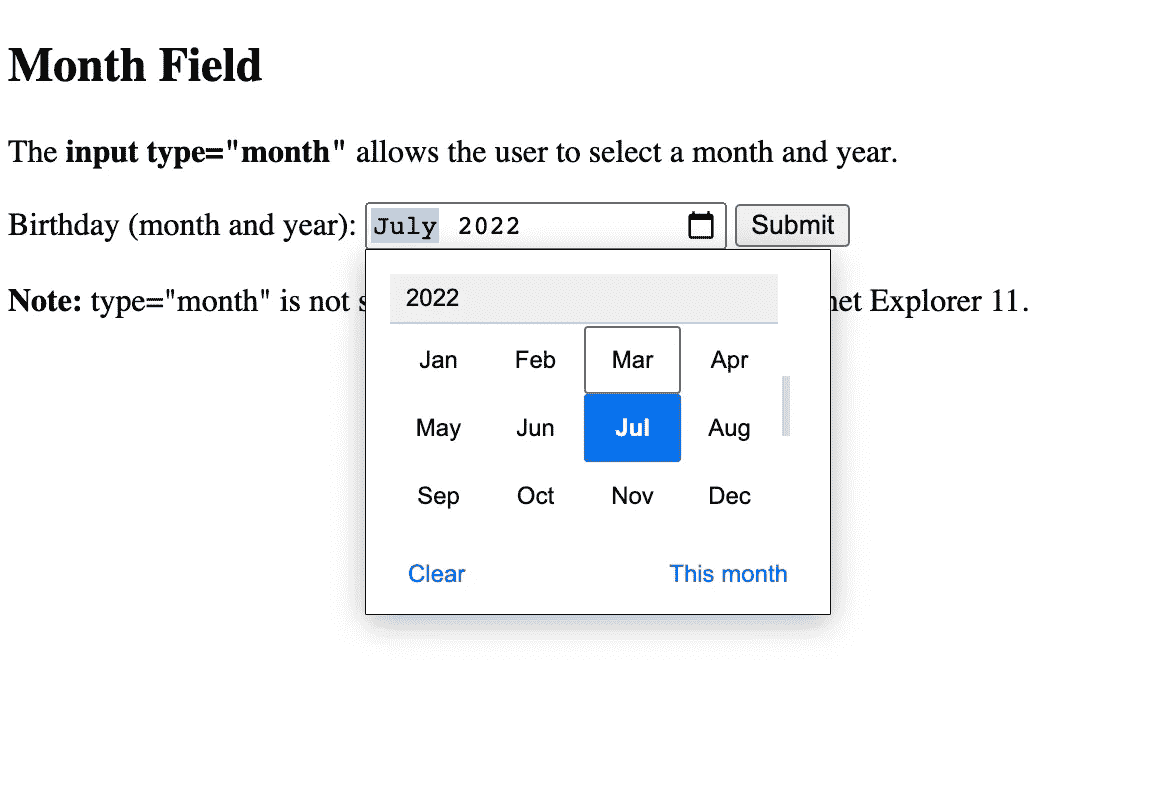 Month Field
The input type="month" allows the user to select a month and year.
Birthday (month and year): July 2022 Submit
Note: type="month" is not s
net Explorer 11.
2022
Jan Feb Mar Apr
May Jun Jul Aug
Sep Oct Nov Dec
Clear This month